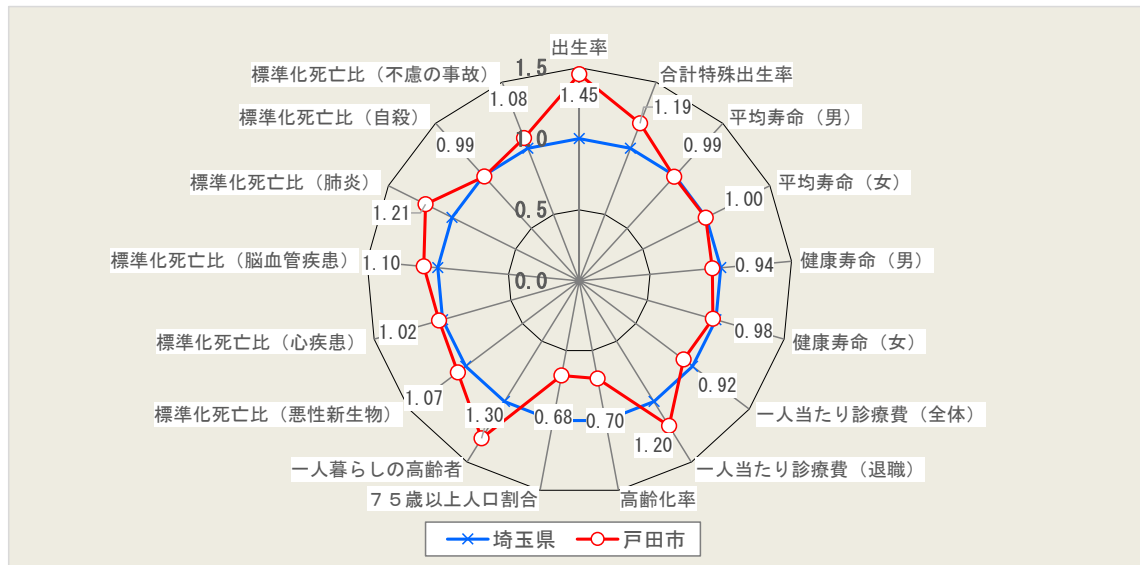 出生率
1.5
標準化死亡比（不慮の事故）
合計特殊出生率
1.08
1.45
1.19
標準化死亡比（自殺）
平均寿命（男）
0.99
1.0
0.99
標準化死亡比（肺炎）
平均寿命（女）
1.21
0.5
1.00
標準化死亡比（脳血管疾患）
1.10
0.94
健康寿命（男）
0.0
標準化死亡比（心疾患）
1.02
0.98
健康寿命（女）
標準化死亡比（悪性新生物）
1.07
0.92
一人当たり診療費（全体）
1.30
0.68
0.70
1.20
一人暮らしの高齢者
一人当たり診療費（退職）
７５歳以上人口割合
高齢化率
埼玉県
戸田市